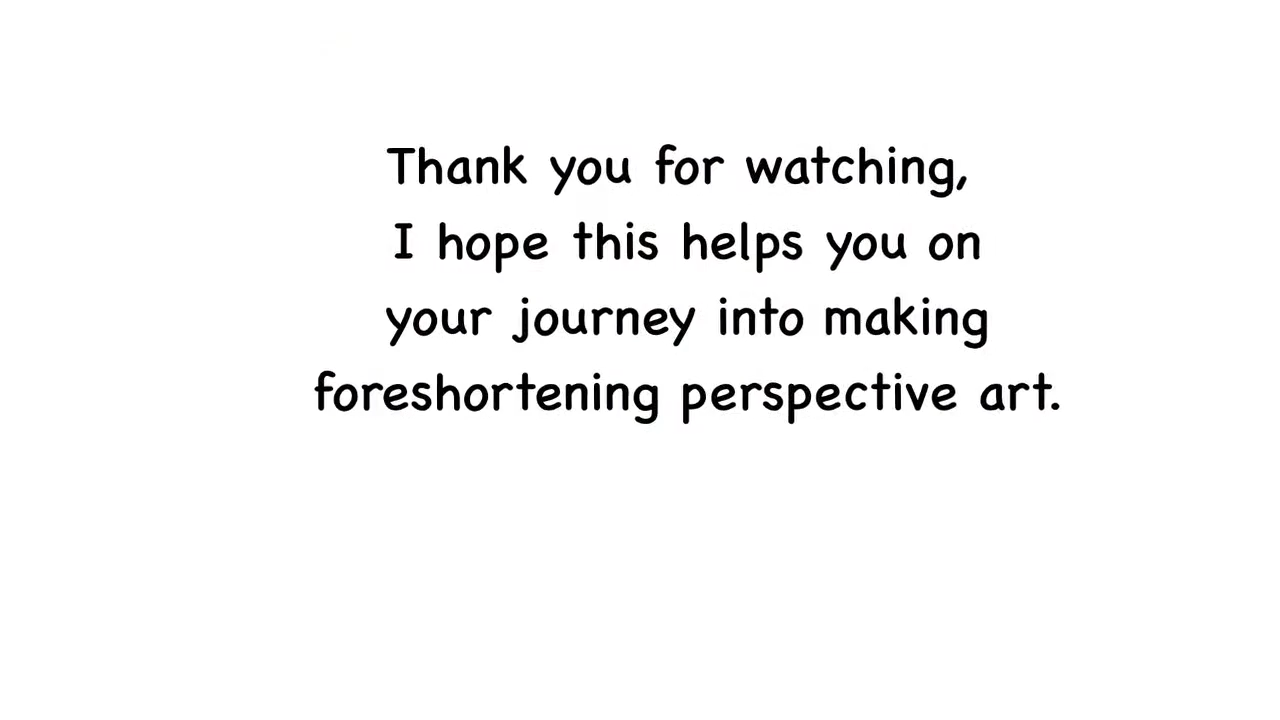 Thank you for watching,
I hope this helps you on
your journey into making
foreshortening perspective art.